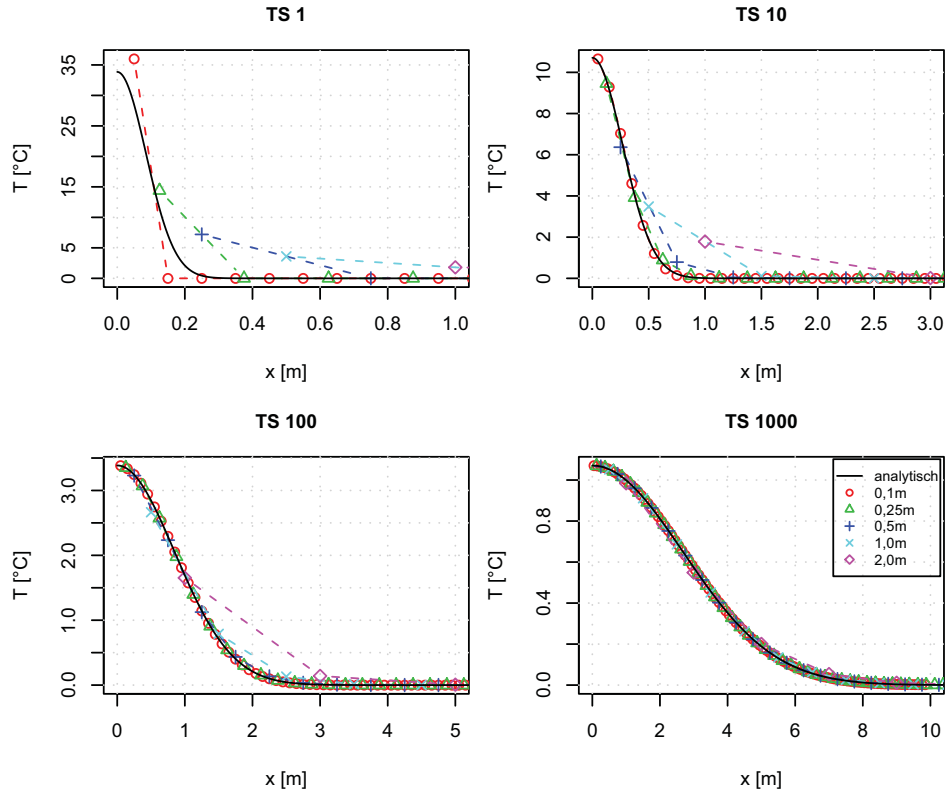 TS 1
T [°C]
35
25
15
5
0
0.0 0.2 0.4 0.6 0.8 1.0
x [m]
TS 10
T [°C]
10
8
6
4
2
0
0.0 0.5 1.0 1.5 2.0 2.5 3.0
x [m]
TS 100
T [°C]
3.0
2.0
1.0
0.0
0 1 2 3 4 5
x [m]
TS 1000
T [°C]
0.8
0.4
0.0
0 2 4 6 8 10
x [m]
analytisch
0,1m
0,25m
0,5m
1,0m
2,0m